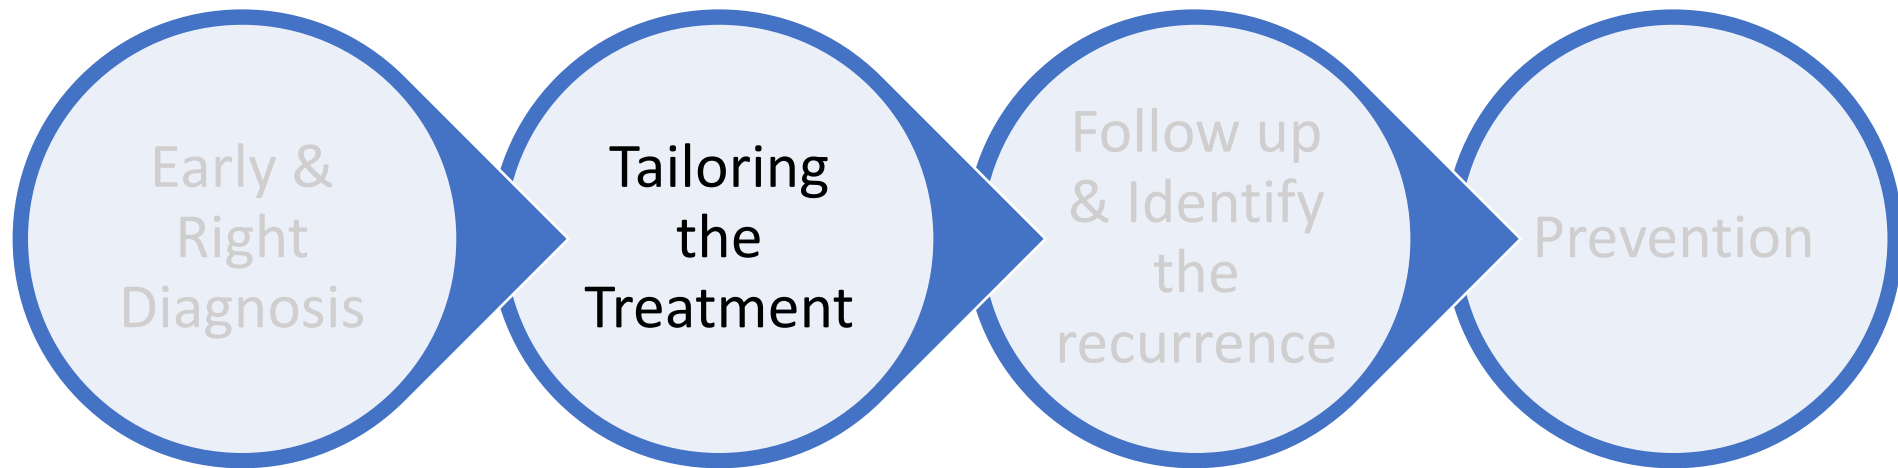 Early &
Right
Diagnosis
Tailoring
the
Treatment
Follow up
& Identify
the
recurrence
Prevention